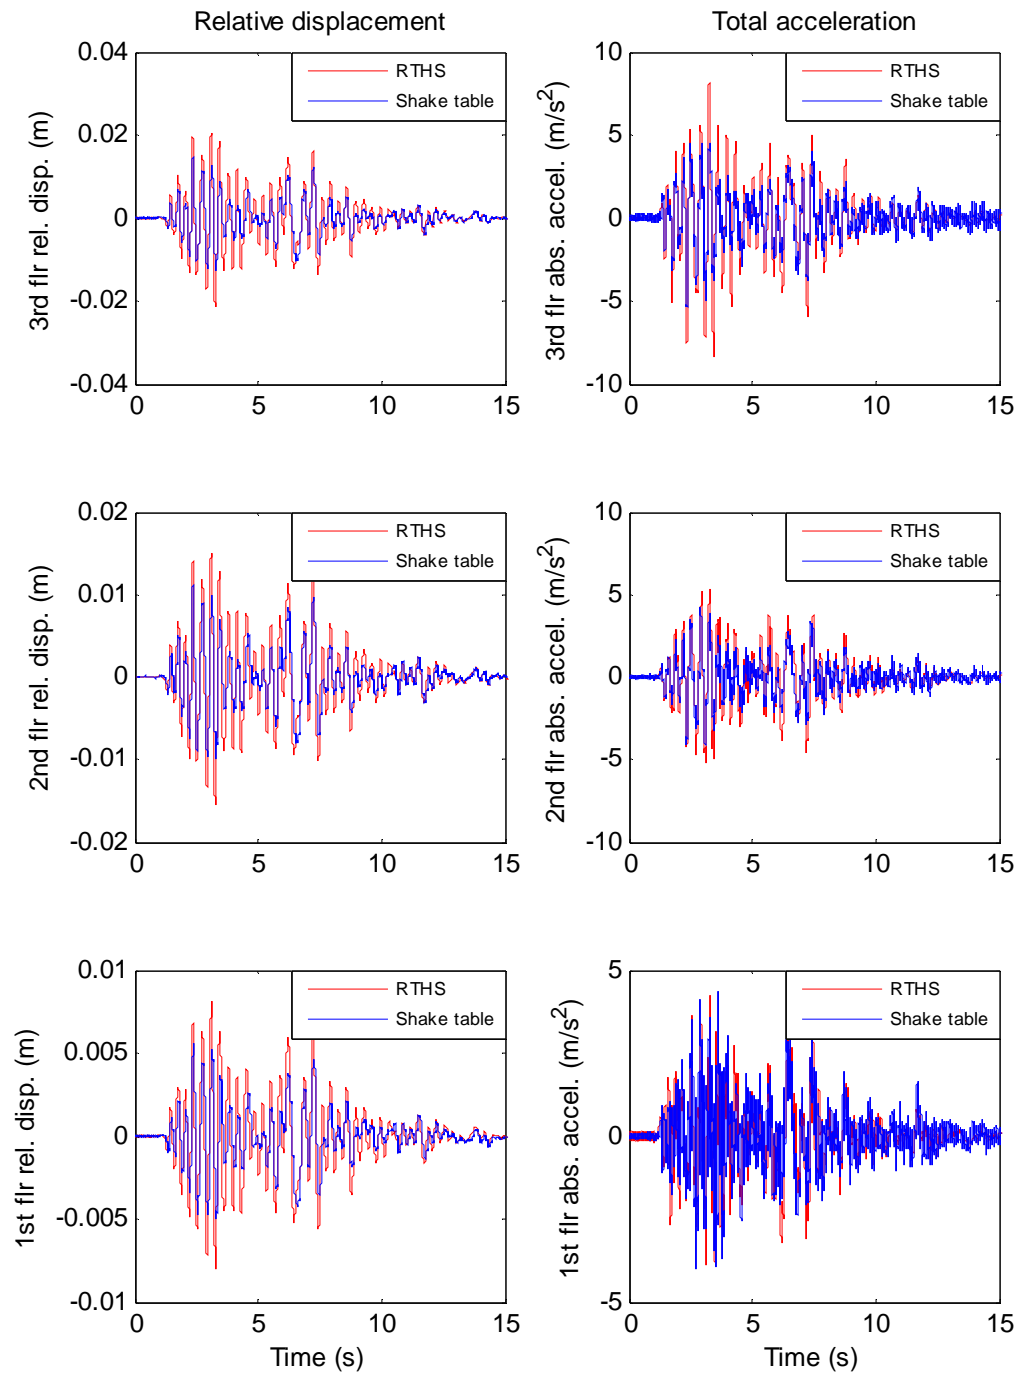 Relative displacement
Total acceleration
3rd flr rel. disp. (m)
0.04
0.02
0
-0.02
-0.04
0 5 10 15
RTHS
Shake table
3rd flr abs. accel. (m/s²)
10
5
0
-5
-10
0 5 10 15
RTHS
Shake table
2nd flr rel. disp. (m)
0.02
0.01
0
-0.01
-0.02
0 5 10 15
RTHS
Shake table
2nd flr abs. accel. (m/s²)
10
5
0
-5
-10
0 5 10 15
RTHS
Shake table
1st flr rel. disp. (m)
0.01
0.005
0
-0.005
-0.01
0 5 10 15
Time (s)
RTHS
Shake table
1st flr abs. accel. (m/s²)
5
0
-5
0 5 10 15
Time (s)
RTHS
Shake table